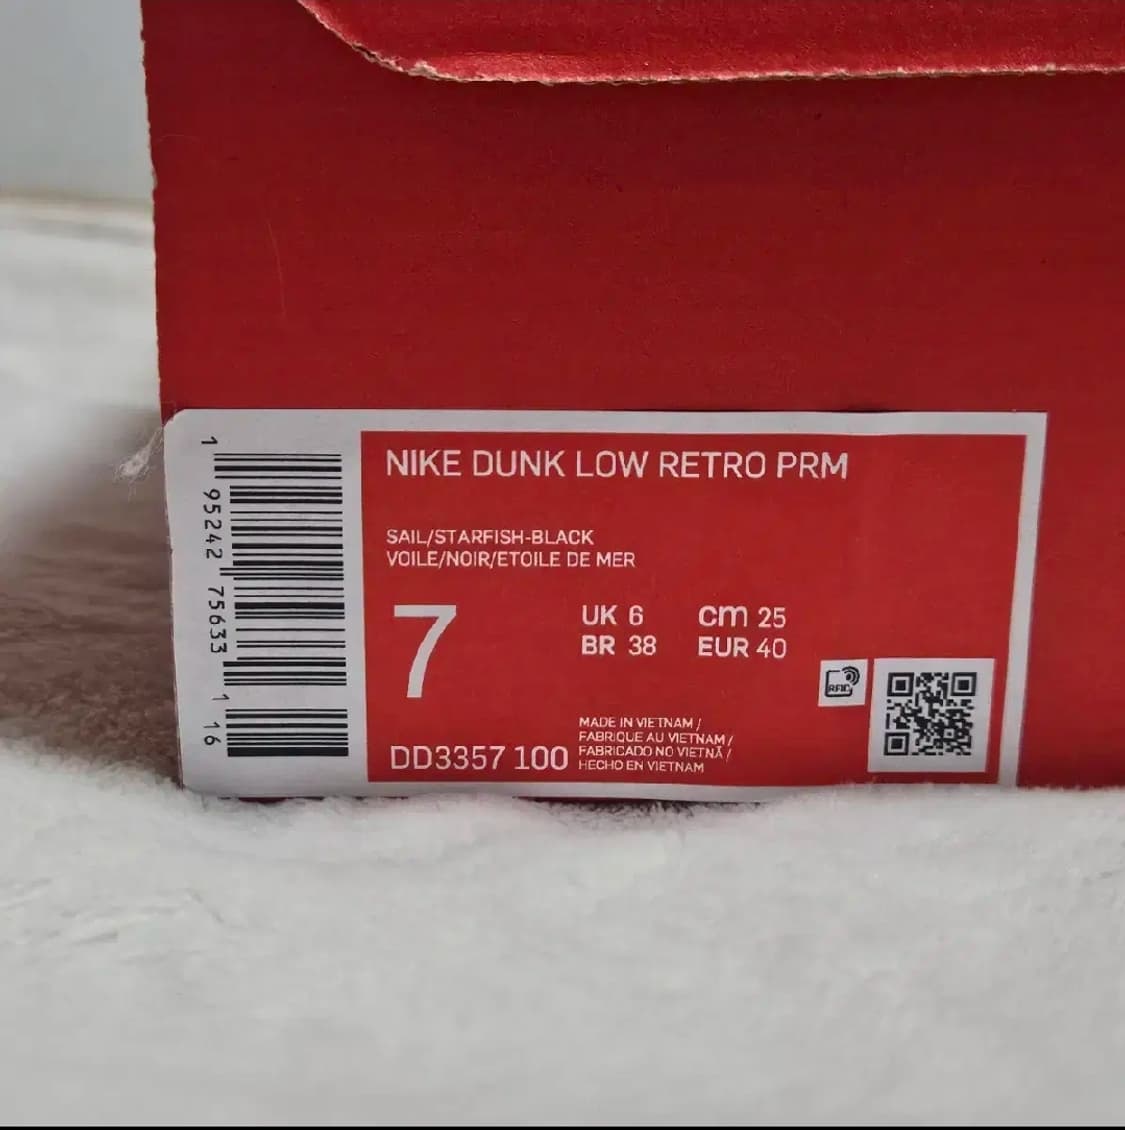 NIKE DUNK LOW RETRO PRM
SAIL/STARFISH-BLACK
VOILE/NOIR/ETOILE DE MER
7
UK 6
cm 25
BR 38
EUR 40
DD3357 100
MADE IN VIETNAM /
FABRIQUE AU VIETNAM /
FABRICADO NO VIETNÃ /
HECHO EN VIETNAM
RFID
1 95242 75633 1 16